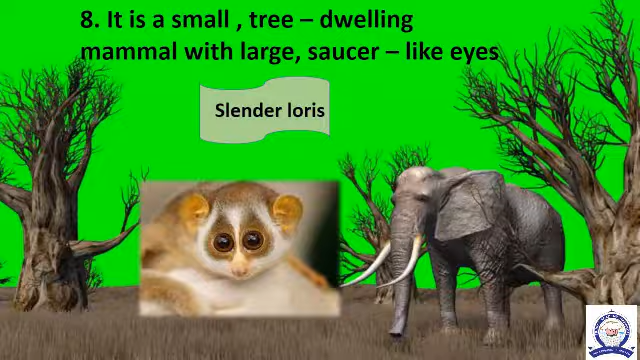 8. It is a small , tree – dwelling
mammal with large, saucer – like eyes
Slender loris